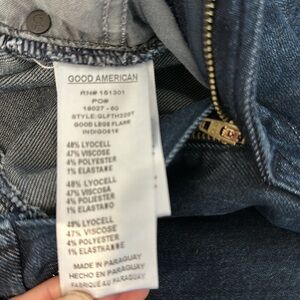 GOOD AMERICAN
RN# 151301
PO#
18027 - 60
STYLE:GLFTH220T
GOOD LEGS FLARE
INDIGO616
48% LYOCELL
47% VISCOSE
4% POLYESTER
1% ELASTANE
48% LYOCELL
47% VISCOSA
4% POLIESTER
1% ELASTANO
48% LYOCELL
47% VISCOSE
4% POLYESTER
1% ELASTHANNE
MADE IN PARAGUAY
HECHO EN PARAGUAY
FABRIQUÉ AU PARAGUAY